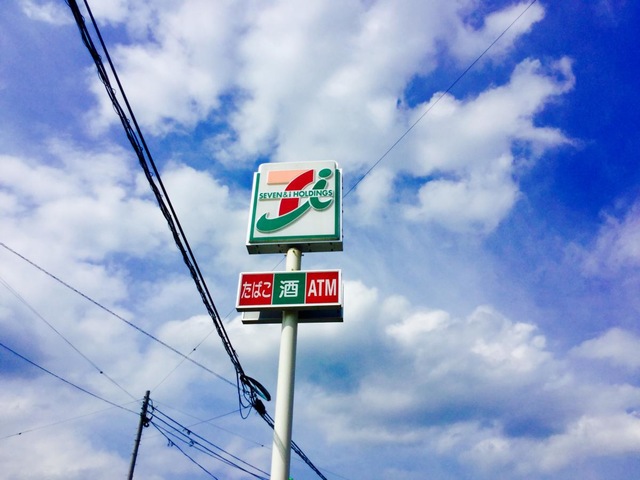 SEVEN & i HOLDINGS
たばこ 酒 ATM